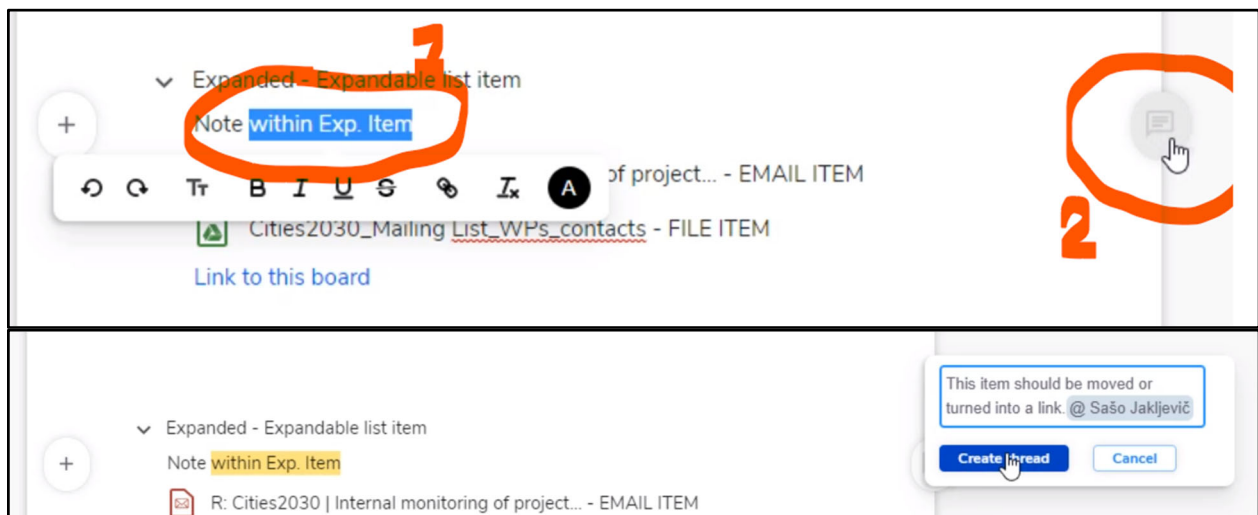 1
Expanded - Expandable list item
Note within Exp. Item
Tт B I U S Ix A
of project... - EMAIL ITEM
Cities2030_Mailing List_WPs_contacts - FILE ITEM
2
Link to this board
This item should be moved or
turned into a link. @ Sašo Jakljevič
Create thread Cancel
Expanded - Expandable list item
Note within Exp. Item
R: Cities2030 | Internal monitoring of project... - EMAIL ITEM